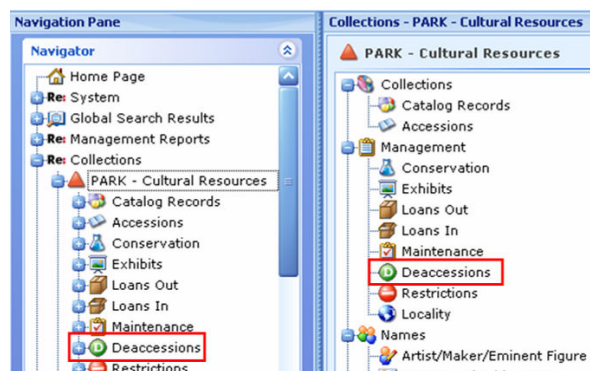 Navigation Pane
Navigator
Home Page
Re: System
Global Search Results
Re: Management Reports
Re: Collections
PARK - Cultural Resources
Catalog Records
Accessions
Conservation
Exhibits
Loans Out
Loans In
Maintenance
D Deaccessions
Restrictions
Collections - PARK - Cultural Resources
PARK - Cultural Resources
Collections
Catalog Records
Accessions
Management
Conservation
Exhibits
Loans Out
Loans In
Maintenance
D Deaccessions
Restrictions
Locality
Names
Artist/Maker/Eminent Figure